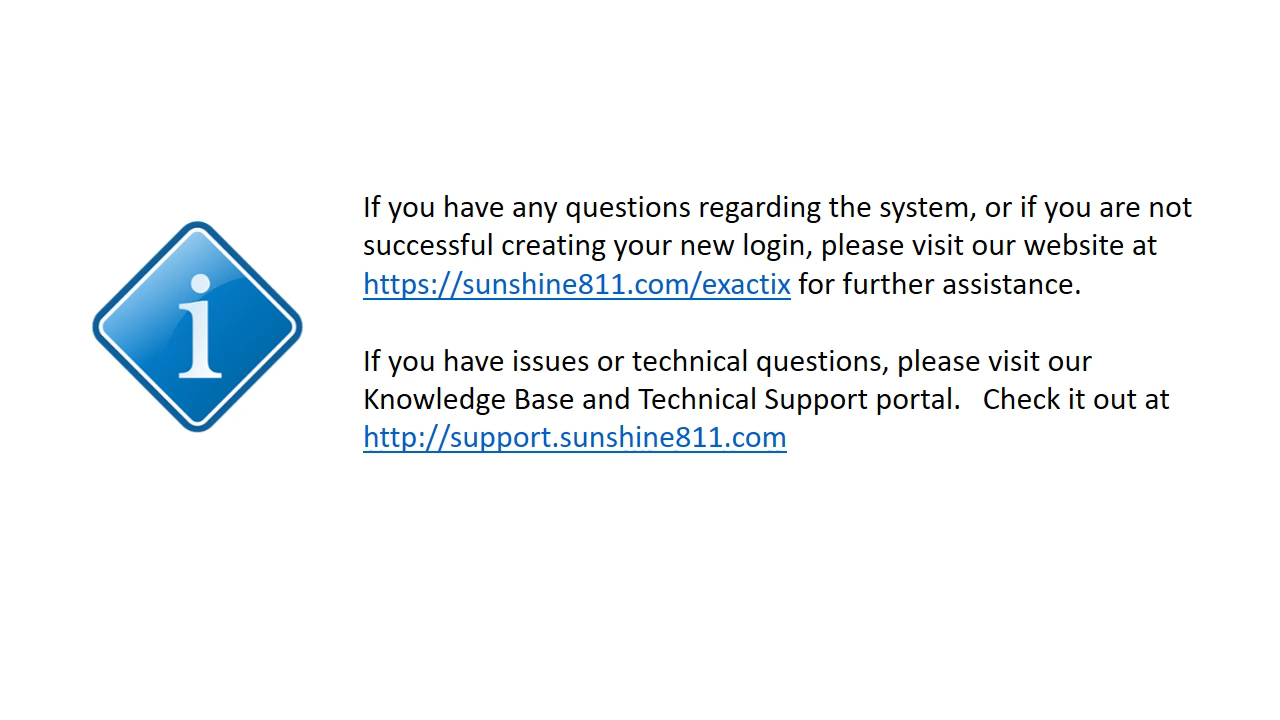 If you have any questions regarding the system, or if you are not
successful creating your new login, please visit our website at
https://sunshine811.com/exactix for further assistance.
If you have issues or technical questions, please visit our
Knowledge Base and Technical Support portal.   Check it out at
http://support.sunshine811.com